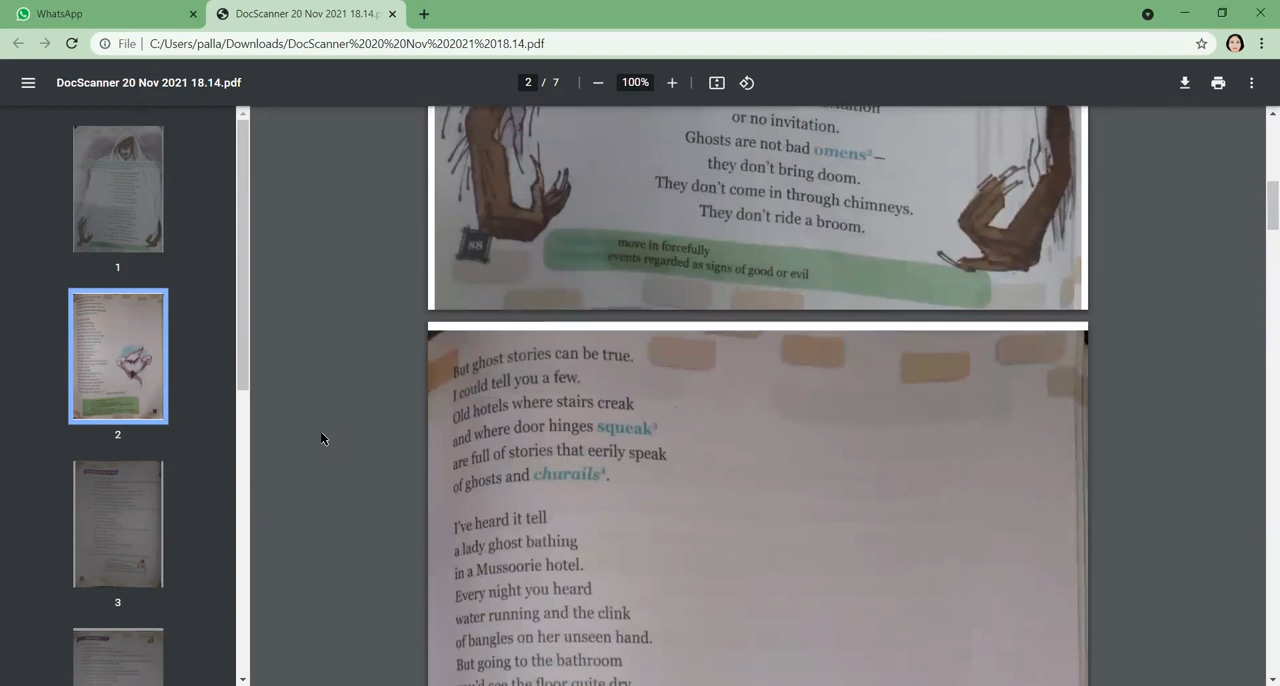 WhatsApp
DocScanner 20 Nov 2021 18.14.p
File
C:/Users/palla/Downloads/DocScanner%2020%20Nov%202021%2018.14.pdf
DocScanner 20 Nov 2021 18.14.pdf
2 / 7
100%
1
2
3
or no invitation.
Ghosts are not bad omens²—
they don't bring doom.
They don't come in through chimneys.
They don't ride a broom.
88
move in forcefully
events regarded as signs of good or evil
But ghost stories can be true.
I could tell you a few.
Old hotels where stairs creak
and where door hinges squeak³
are full of stories that eerily speak
of ghosts and churails⁴.
I've heard it tell
a lady ghost bathing
in a Mussoorie hotel.
Every night you heard
water running and the clink
of bangles on her unseen hand.
But going to the bathroom
you'd see the floor quite dry